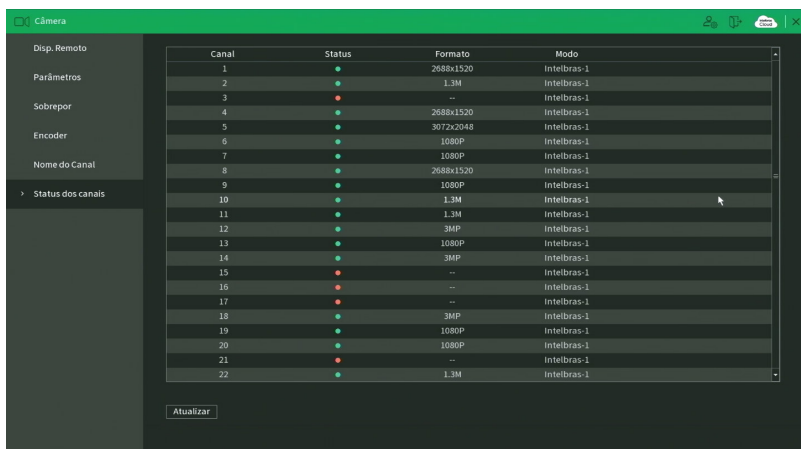 Câmera
Intelbras Cloud
Disp. Remoto
Parâmetros
Sobrepor
Encoder
Nome do Canal
> Status dos canais
Canal Status Formato Modo
1 2688x1520 Intelbras-1
2 1.3M Intelbras-1
3 -- Intelbras-1
4 2688x1520 Intelbras-1
5 3072x2048 Intelbras-1
6 1080P Intelbras-1
7 1080P Intelbras-1
8 2688x1520 Intelbras-1
9 1080P Intelbras-1
10 1.3M Intelbras-1
11 1.3M Intelbras-1
12 3MP Intelbras-1
13 1080P Intelbras-1
14 3MP Intelbras-1
15 -- Intelbras-1
16 -- Intelbras-1
17 -- Intelbras-1
18 3MP Intelbras-1
19 1080P Intelbras-1
20 1080P Intelbras-1
21 -- Intelbras-1
22 1.3M Intelbras-1
Atualizar